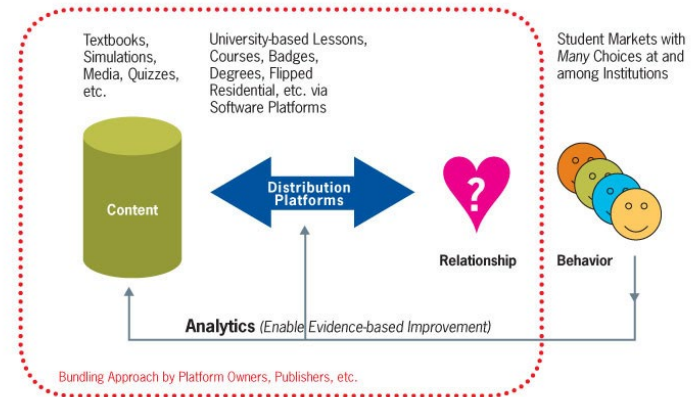 Textbooks,
Simulations,
Media, Quizzes,
etc.
University-based Lessons,
Courses, Badges,
Degrees, Flipped
Residential, etc. via
Software Platforms
Student Markets with
Many Choices at and
among Institutions
Content
Distribution
Platforms
?
Relationship
Behavior
Analytics (Enable Evidence-based Improvement)
Bundling Approach by Platform Owners, Publishers, etc.